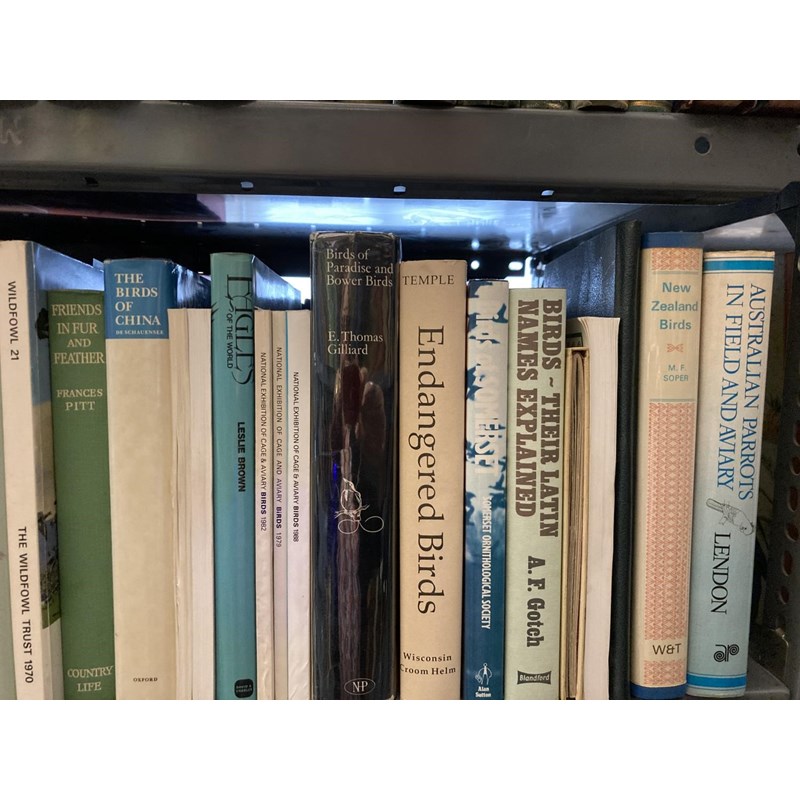 WILDFOWL 21
THE WILDFOWL TRUST 1970
FRIENDS
IN FUR
AND
FEATHER
FRANCES
PITT
COUNTRY
LIFE
THE
BIRDS
OF
CHINA
DE SCHAUENSEE
OXFORD
EAGLES
OF THE WORLD
LESLIE BROWN
NATIONAL EXHIBITION OF CAGE & AVIARY BIRDS 1982
NATIONAL EXHIBITION OF CAGE AND AVIARY BIRDS 1979
NATIONAL EXHIBITION OF CAGE & AVIARY BIRDS 1988
Birds of
Paradise and
Bower Birds
E. Thomas
Gilliard
NHP
TEMPLE
Endangered Birds
Wisconsin
Croom Helm
SOMERSET ORNITHOLOGICAL SOCIETY
Alan
Sutton
BIRDS ~ THEIR LATIN
NAMES EXPLAINED
A.F. Gotch
Blandford
New
Zealand
Birds
M. F.
SOPER
W&T
AUSTRALIAN PARROTS
IN FIELD AND AVIARY
LENDON